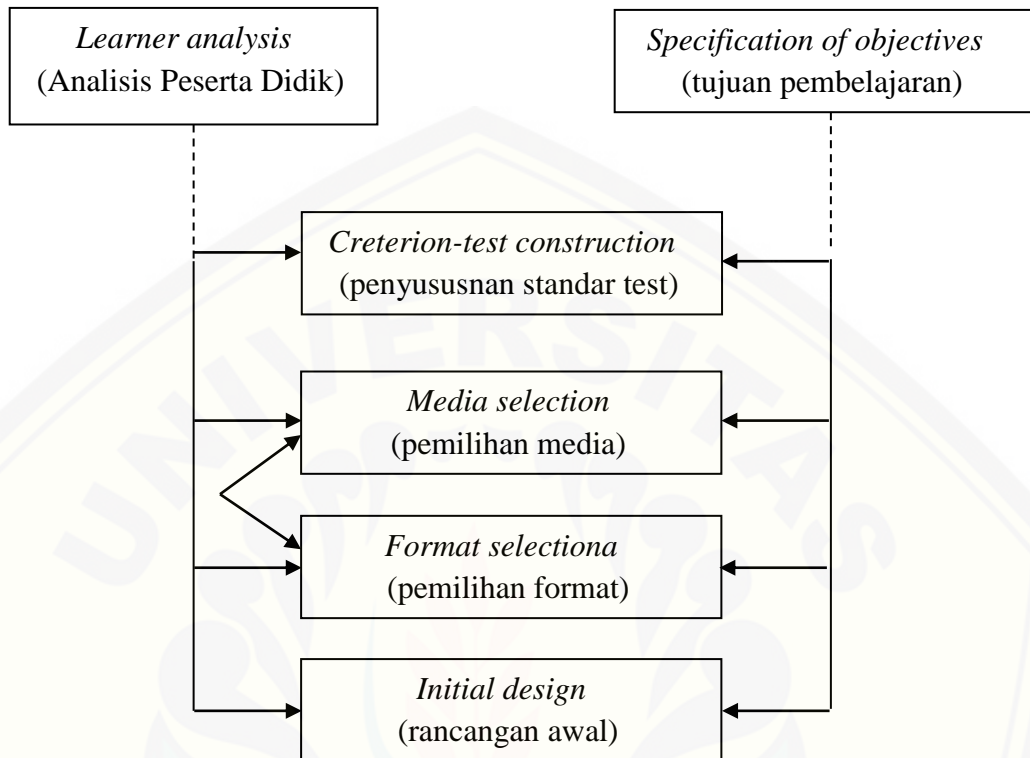 Learner analysis
(Analisis Peserta Didik)
Specification of objectives
(tujuan pembelajaran)
Creterion-test construction
(penyususnan standar test)
Media selection
(pemilihan media)
Format selectiona
(pemilihan format)
Initial design
(rancangan awal)
UNIVERSITAS